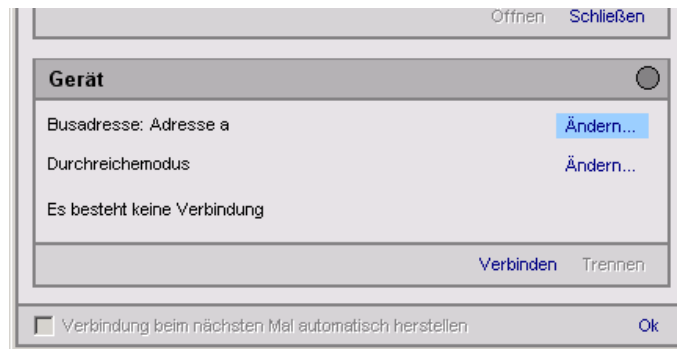 Öffnen Schließen
Gerät
Busadresse: Adresse a Ändern...
Durchreichemodus Ändern...
Es besteht keine Verbindung
Verbinden Trennen
Verbindung beim nächsten Mal automatisch herstellen Ok